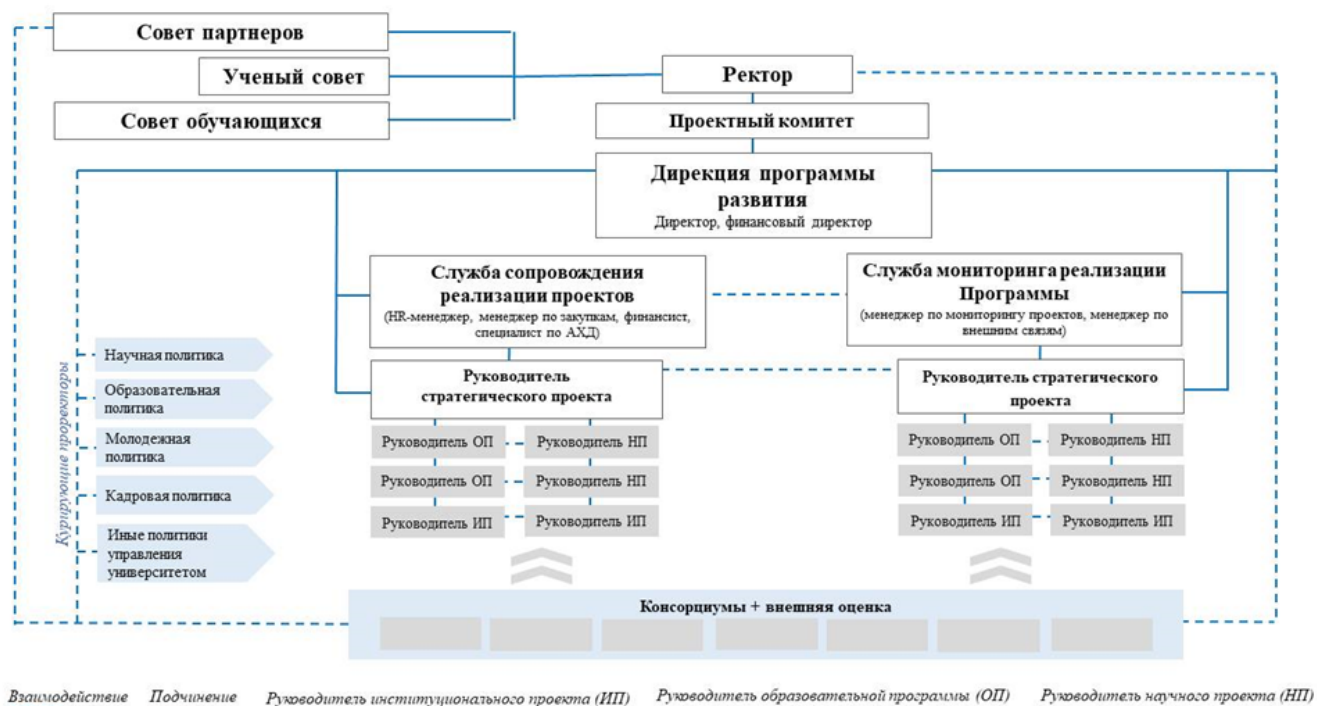 Совет партнеров
Ученый совет
Совет обучающихся
Ректор
Проектный комитет
Дирекция программы
развития
Директор, финансовый директор
Служба сопровождения
реализации проектов
(HR-менеджер, менеджер по закупкам, финансист,
специалист по АХД)
Служба мониторинга реализации
Программы
(менеджер по мониторингу проектов, менеджер по
внешним связям)
Курирующие проректоры
Научная политика
Образовательная
политика
Молодежная
политика
Кадровая политика
Иные политики
управления
университетом
Руководитель
стратегического проекта
Руководитель ОП
Руководитель НП
Руководитель ОП
Руководитель НП
Руководитель ИП
Руководитель ИП
Руководитель стратегического
проекта
Руководитель ОП
Руководитель НП
Руководитель ОП
Руководитель НП
Руководитель ИП
Руководитель ИП
Консорциумы + внешняя оценка
Взаимодействие Подчинение Руководитель институционального проекта (ИП) Руководитель образовательной программы (ОП) Руководитель научного проекта (НП)